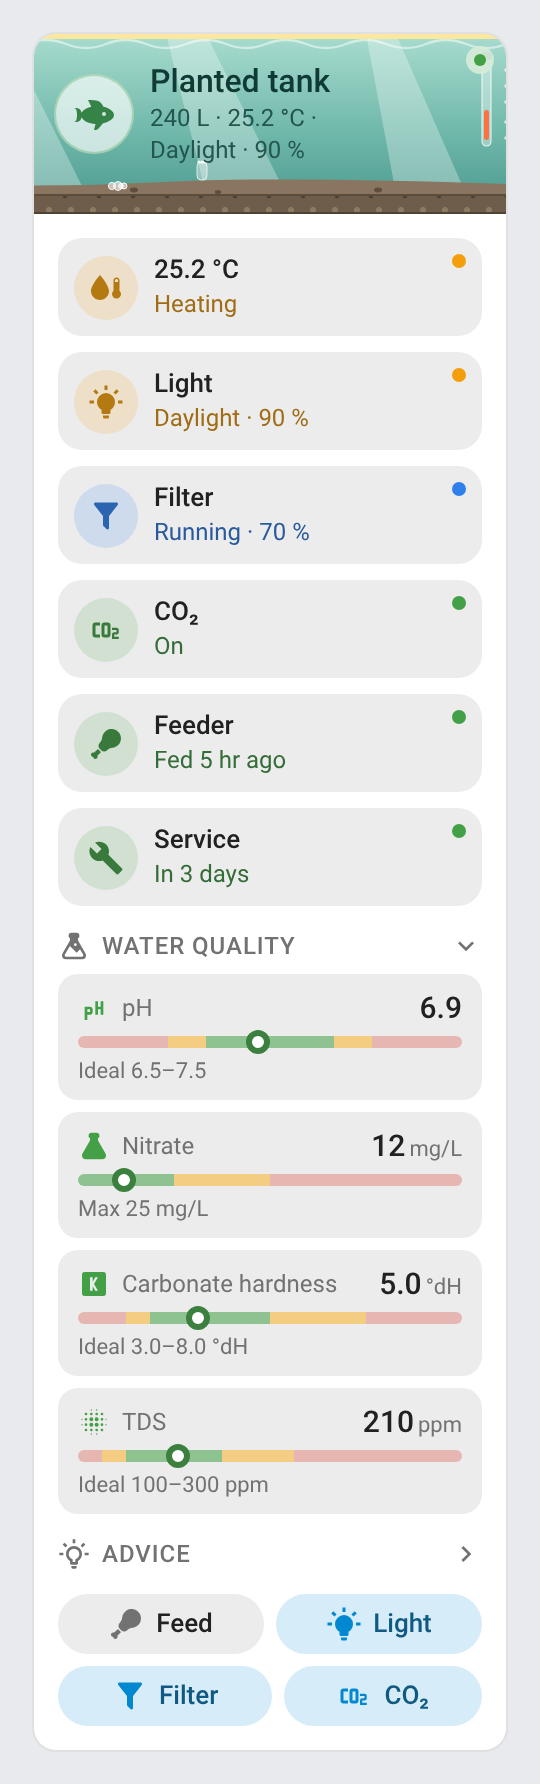 Planted tank
240 L · 25.2 °C ·
Daylight · 90 %
25.2 °C
Heating
Light
Daylight · 90 %
Filter
Running · 70 %
CO₂
CO₂
On
Feeder
Fed 5 hr ago
Service
In 3 days
WATER QUALITY
pH pH 6.9
Ideal 6.5–7.5
Nitrate 12 mg/L
Max 25 mg/L
K Carbonate hardness 5.0 °dH
Ideal 3.0–8.0 °dH
TDS 210 ppm
Ideal 100–300 ppm
ADVICE
Feed Light
Filter CO₂ CO₂